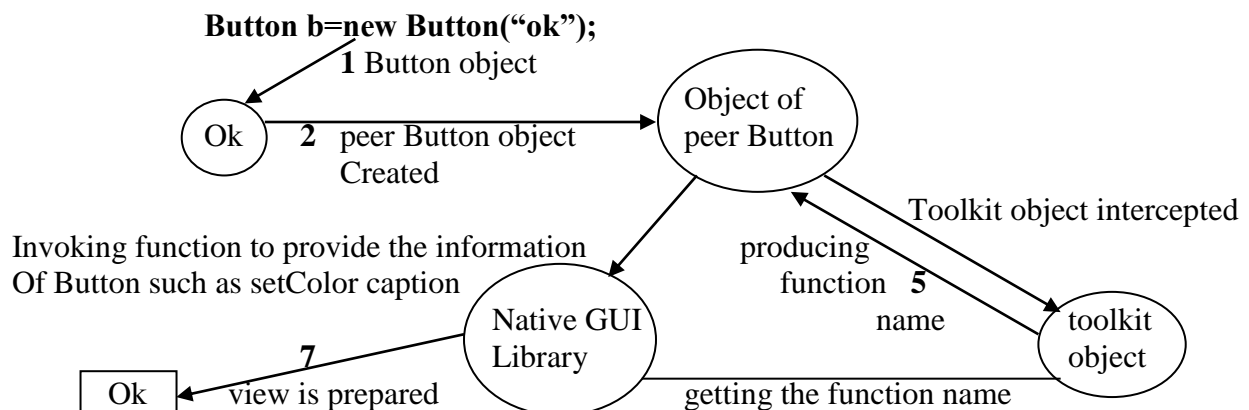 Button b=new Button(“ok”);
1 Button object
Object of
peer Button
Ok
2 peer Button object
Created
Toolkit object intercepted
Invoking function to provide the information
Of Button such as setColor caption
producing
function 5
name
Native GUI
Library
toolkit
object
7
view is prepared
Ok
getting the function name